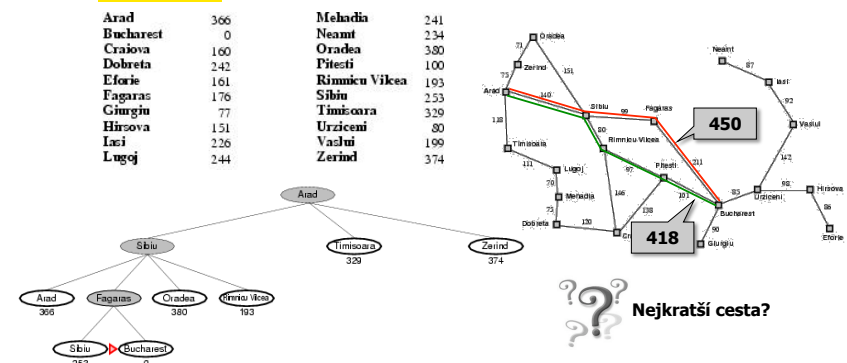 Arad 366
Bucharest 0
Craiova 160
Dobreta 242
Eforie 161
Fagaras 176
Giurgiu 77
Hirsova 151
Iasi 226
Lugoj 244
Mehadia 241
Neamt 234
Oradea 380
Pitesti 100
Rimnicu Vilcea 193
Sibiu 253
Timisoara 329
Urziceni 80
Vaslui 199
Zerind 374
Oradea
71
Neamt
Zerind
87
151
75
Iasi
Arad
140
92
Sibiu
99
Fagaras
118
450
Vaslui
80
Timisoara
Rimnicu Vilcea
142
111
Lugoj
97
Pitesti
211
70
98
Hirsova
85
Mehadia
146
101
Urziceni
75
138
86
Bucharest
Dobreta
120
90
Eforie
418
Giurgiu
Arad
Sibiu
Timisoara
329
Zerind
374
Arad
366
Fagaras
Oradea
380
Rimnicu Vilcea
193
Sibiu
253
Bucharest
0
Nejkratší cesta?